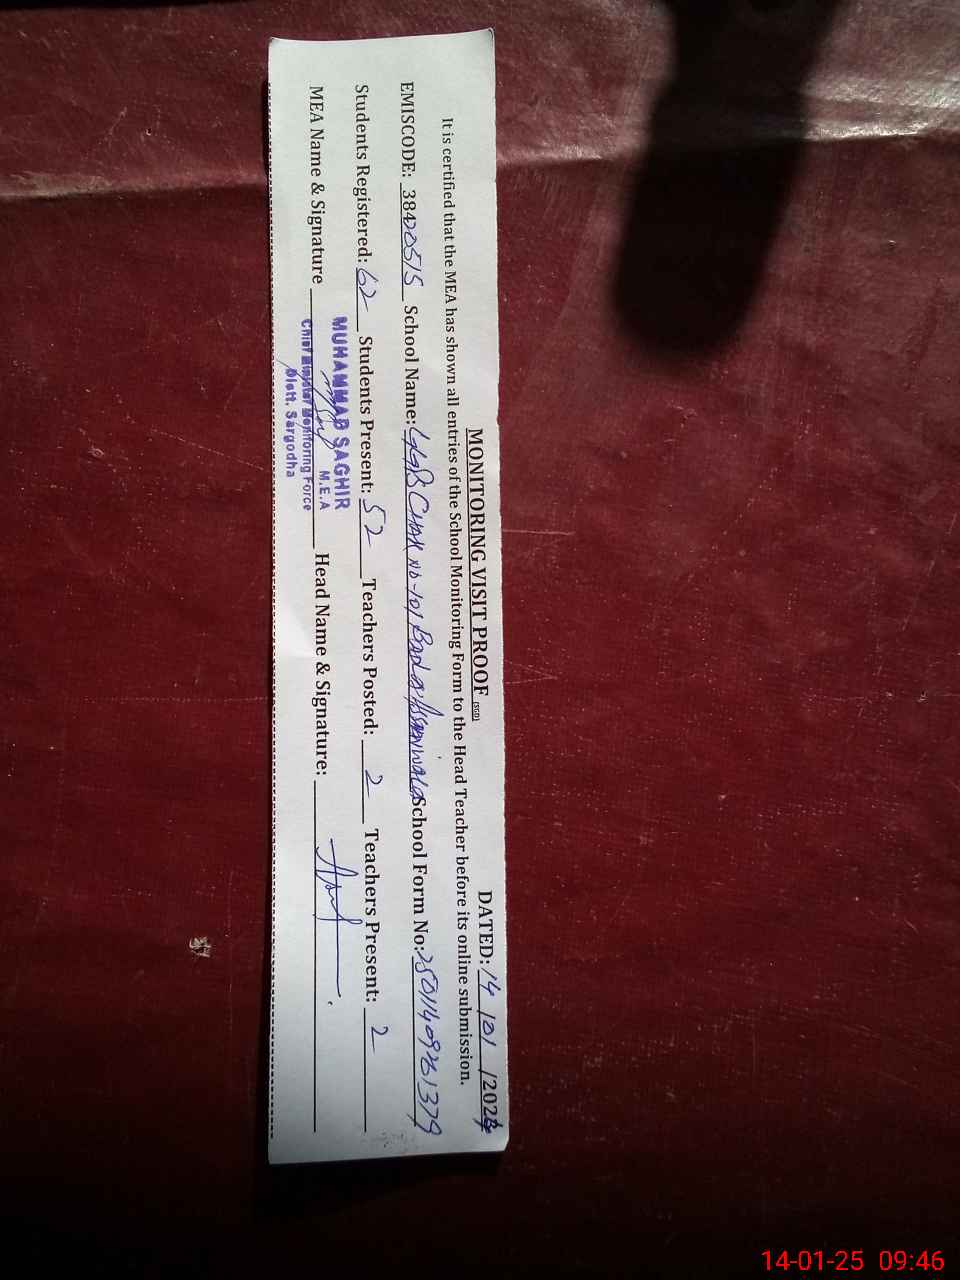 MONITORING VISIT PROOF (SGD) DATED: 14 /01 /202
It is certified that the MEA has shown all entries of the School Monitoring Form to the Head Teacher before its online submission.
EMISCODE: 38420515 School Name: CHAK No-101 School Form No:
Students Registered: 62 Students Present: 52 Teachers Posted: 2 Teachers Present: 2
MEA Name & Signature Head Name & Signature:
MUHAMMAD SAGHIR
M.E.A
Chief Minister Monitoring Force
Distt. Sargodha
14-01-25 09:46